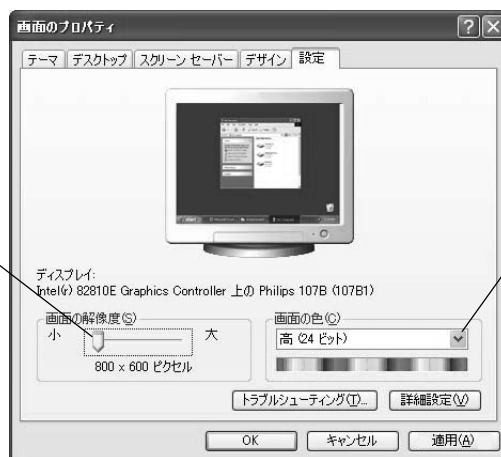 画面のプロパティ
テーマ デスクトップ スクリーン セーバー デザイン 設定
ディスプレイ:
Intel(r) 82810E Graphics Controller 上の Philips 107B (107B1)
画面の解像度(S)
小 大
800 x 600 ピクセル
画面の色(C)
高 (24 ビット)
トラブルシューティング(T)... 詳細設定(V)
OK キャンセル 適用(A)